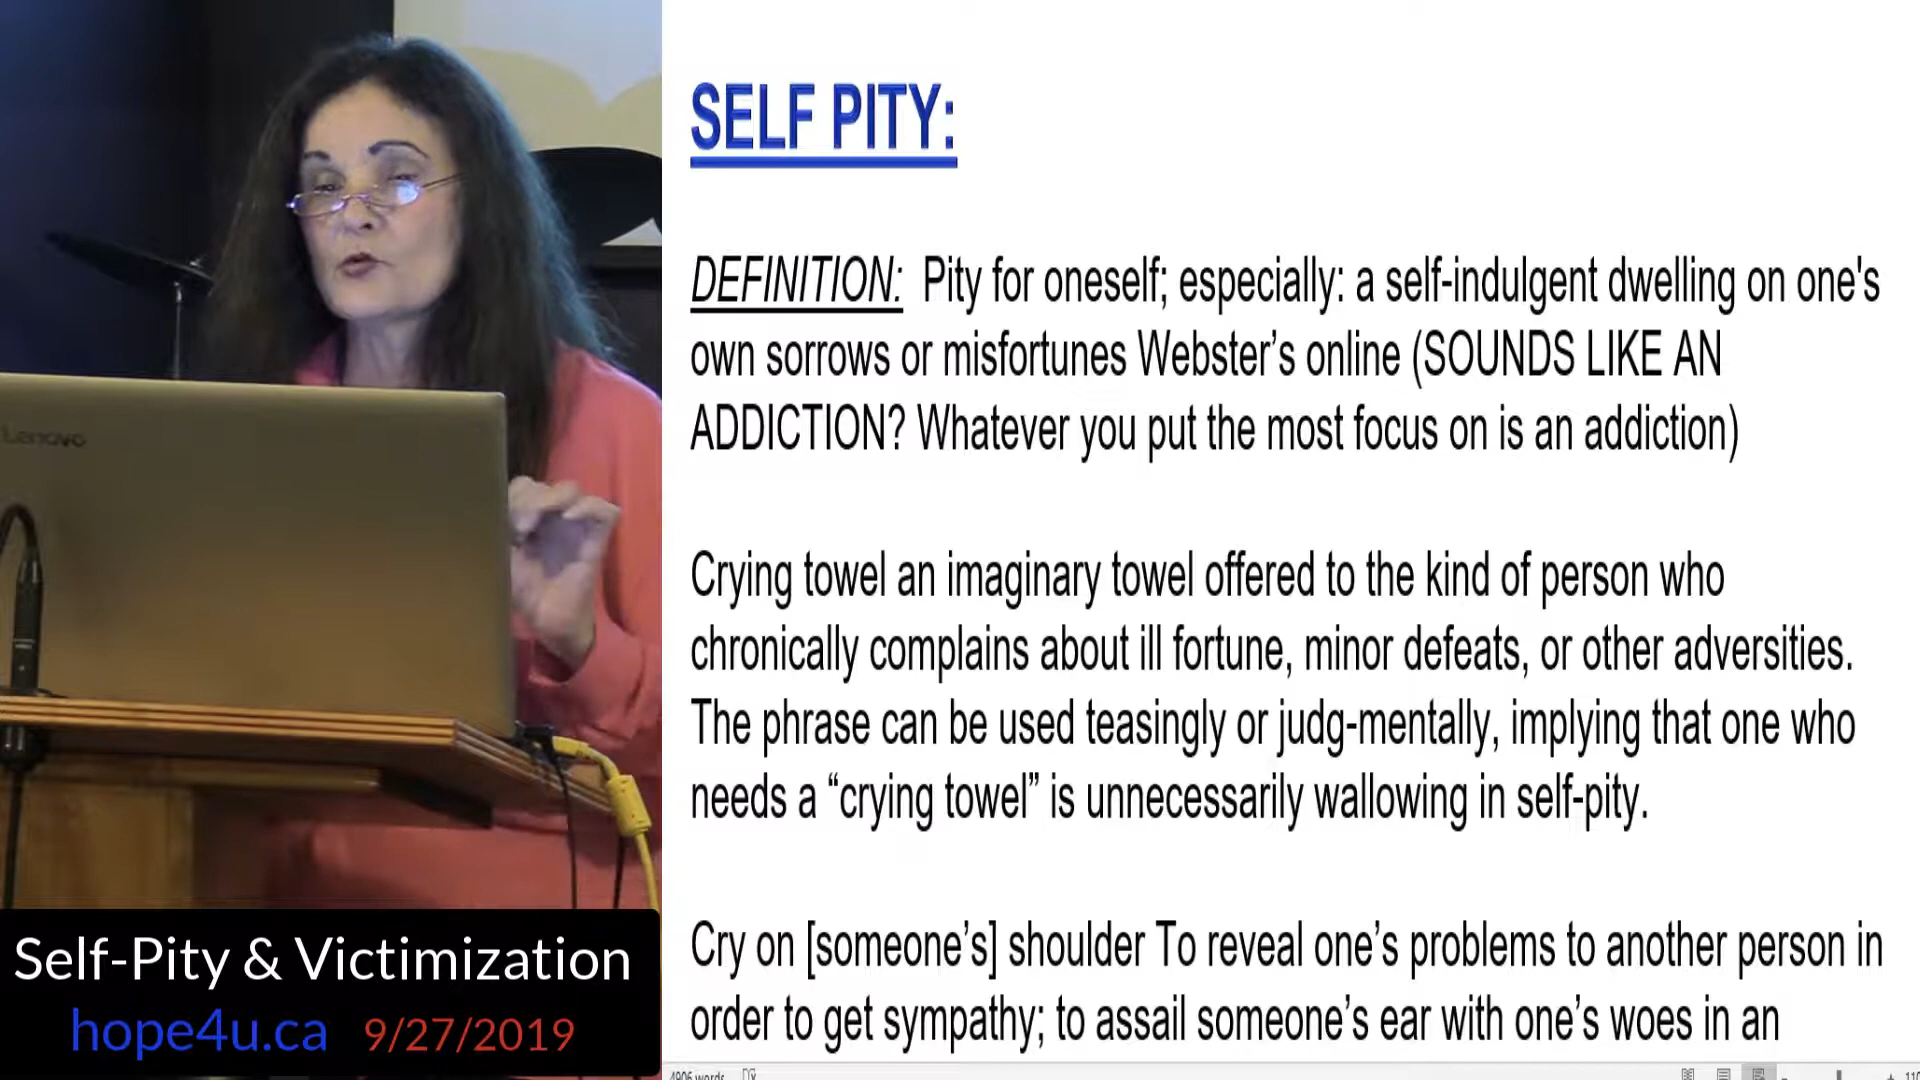 SELF PITY:
DEFINITION: Pity for oneself; especially: a self-indulgent dwelling on one's
own sorrows or misfortunes Webster’s online (SOUNDS LIKE AN
ADDICTION? Whatever you put the most focus on is an addiction)
Crying towel an imaginary towel offered to the kind of person who
chronically complains about ill fortune, minor defeats, or other adversities.
The phrase can be used teasingly or judg-mentally, implying that one who
needs a “crying towel” is unnecessarily wallowing in self-pity.
Cry on [someone’s] shoulder To reveal one’s problems to another person in
order to get sympathy; to assail someone’s ear with one’s woes in an
Lenovo
Self-Pity & Victimization
hope4u.ca 9/27/2019
4906 words